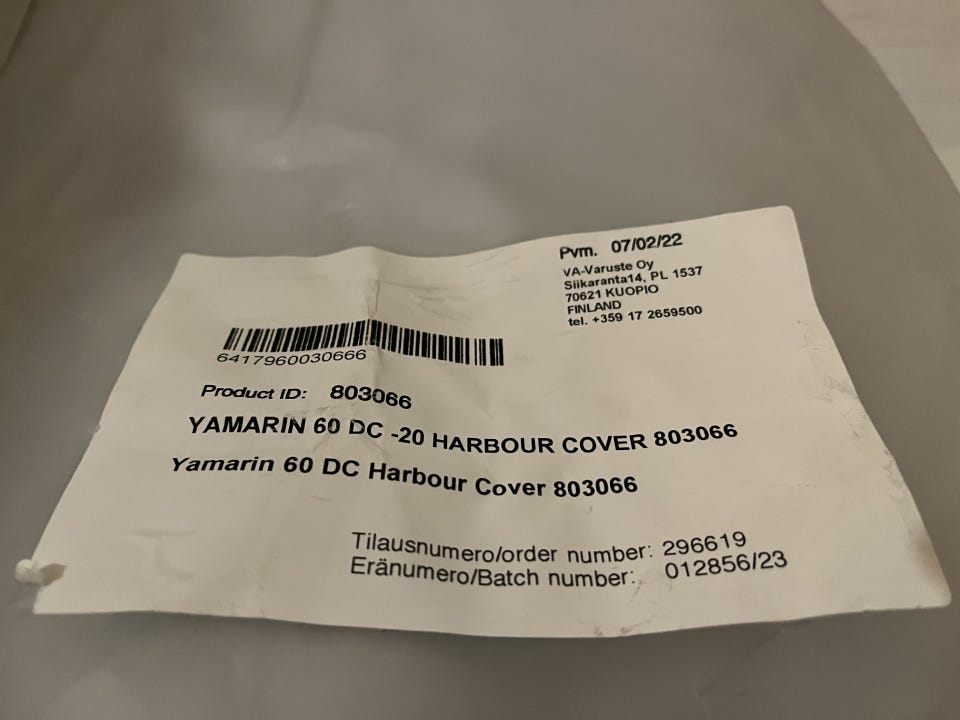 Pvm. 07/02/22
VA-Varuste Oy
Siikaranta14, PL 1537
70621 KUOPIO
FINLAND
tel. +359 17 2659500
6417960030666
Product ID: 803066
YAMARIN 60 DC -20 HARBOUR COVER 803066
Yamarin 60 DC Harbour Cover 803066
Tilausnumero/order number: 296619
Eränumero/Batch number: 012856/23